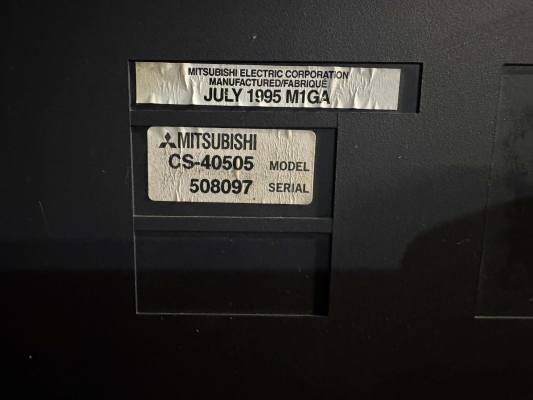 MITSUBISHI ELECTRIC CORPORATION
MANUFACTURED/FABRIQUÉ
JULY 1995 M1GA
MITSUBISHI
CS-40505 MODEL
508097 SERIAL